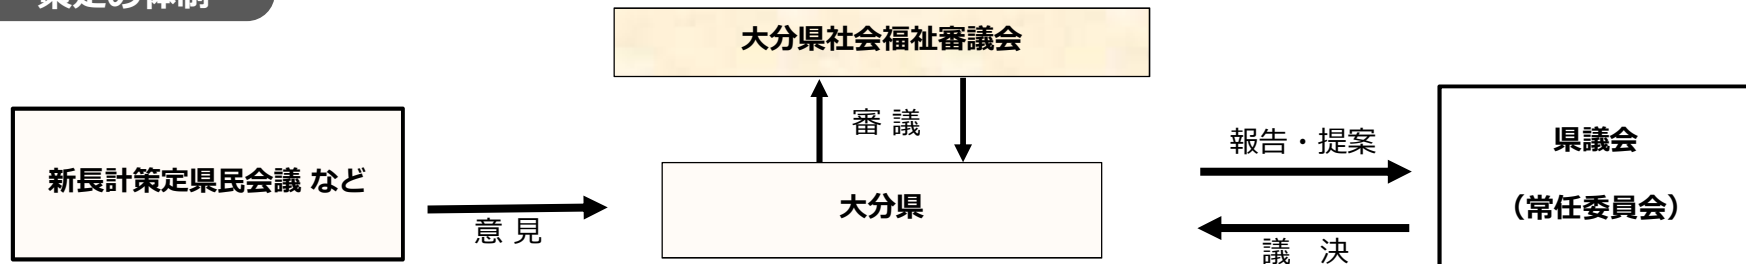 策定の体制
大分県社会福祉審議会
審 議
新長計策定県民会議 など
意 見
大分県
報告・提案
議　決
県議会
（常任委員会）